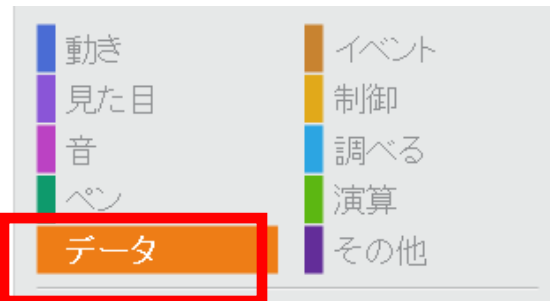 動き
見た目
音
ペン
データ
イベント
制御
調べる
演算
その他